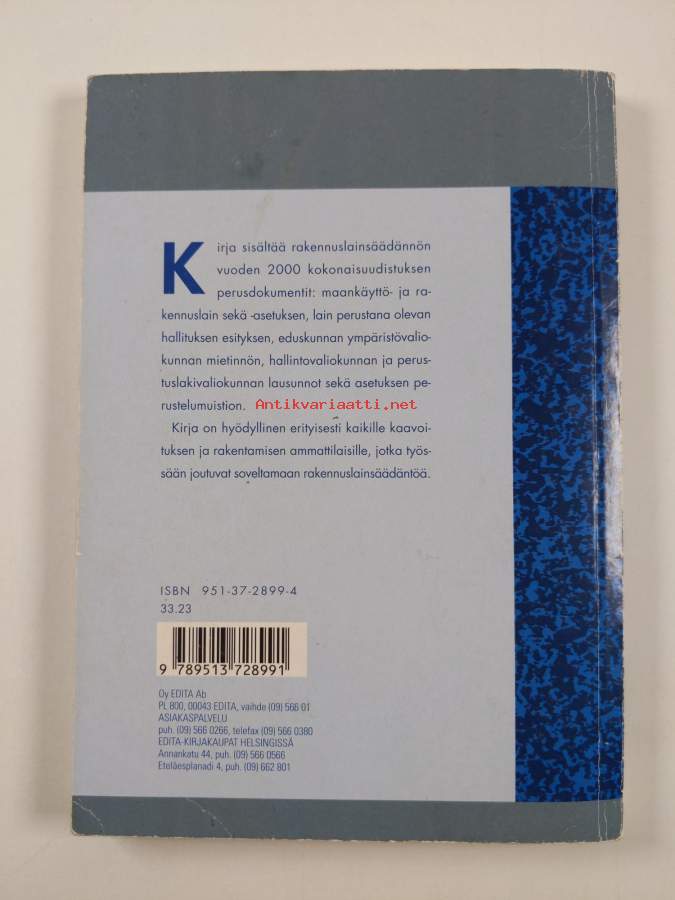 Kirja sisältää rakennuslainsäädännön
vuoden 2000 kokonaisuudistuksen
perusdokumentit: maankäyttö- ja ra-
kennuslain sekä -asetuksen, lain perustana olevan
hallituksen esityksen, eduskunnan ympäristövalio-
kunnan mietinnön, hallintovaliokunnan ja perus-
tuslakivaliokunnan lausunnot sekä asetuksen pe-
rustelumuistion. Antikvariaatti.net
Kirja on hyödyllinen erityisesti kaikille kaavoi-
tuksen ja rakentamisen ammattilaisille, jotka työs-
sään joutuvat soveltamaan rakennuslainsäädäntöä.
ISBN 951-37-2899-4
33.23
9 789513 728991
Oy EDITA Ab
PL 800, 00043 EDITA, vaihde (09) 566 01
ASIAKASPALVELU
puh. (09) 566 0266, telefax (09) 566 0380
EDITA-KIRJAKAUPAT HELSINGISSÄ
Annankatu 44, puh. (09) 566 0566
Eteläesplanadi 4, puh. (09) 662 801